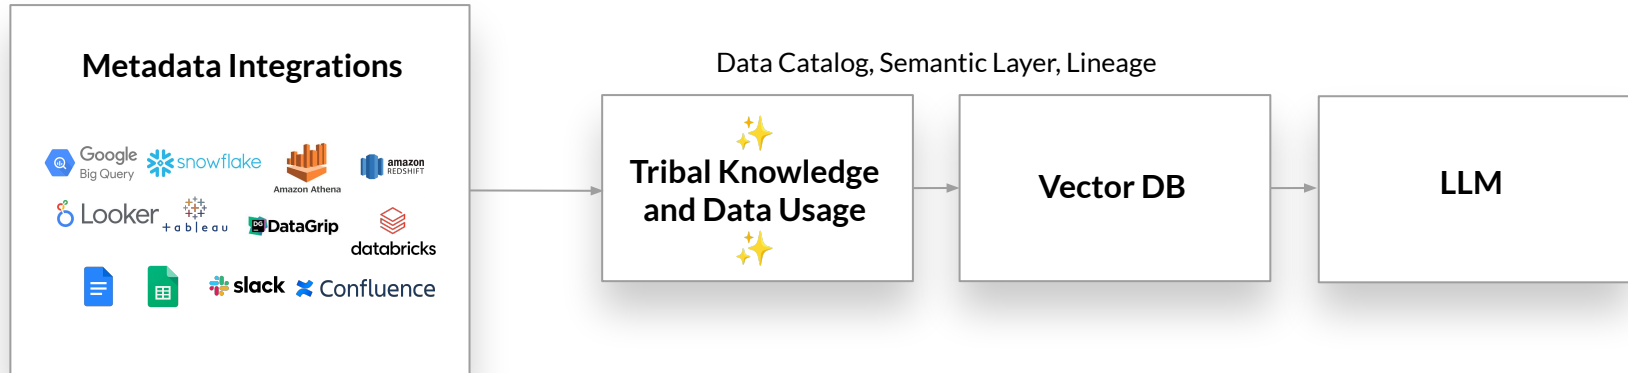 Metadata Integrations
Google
Big Query
snowflake
Amazon Athena
amazon
REDSHIFT
Looker
+ a b | e a u
DG
DataGrip
databricks
slack
Confluence
Data Catalog, Semantic Layer, Lineage
Tribal Knowledge
and Data Usage
Vector DB
LLM